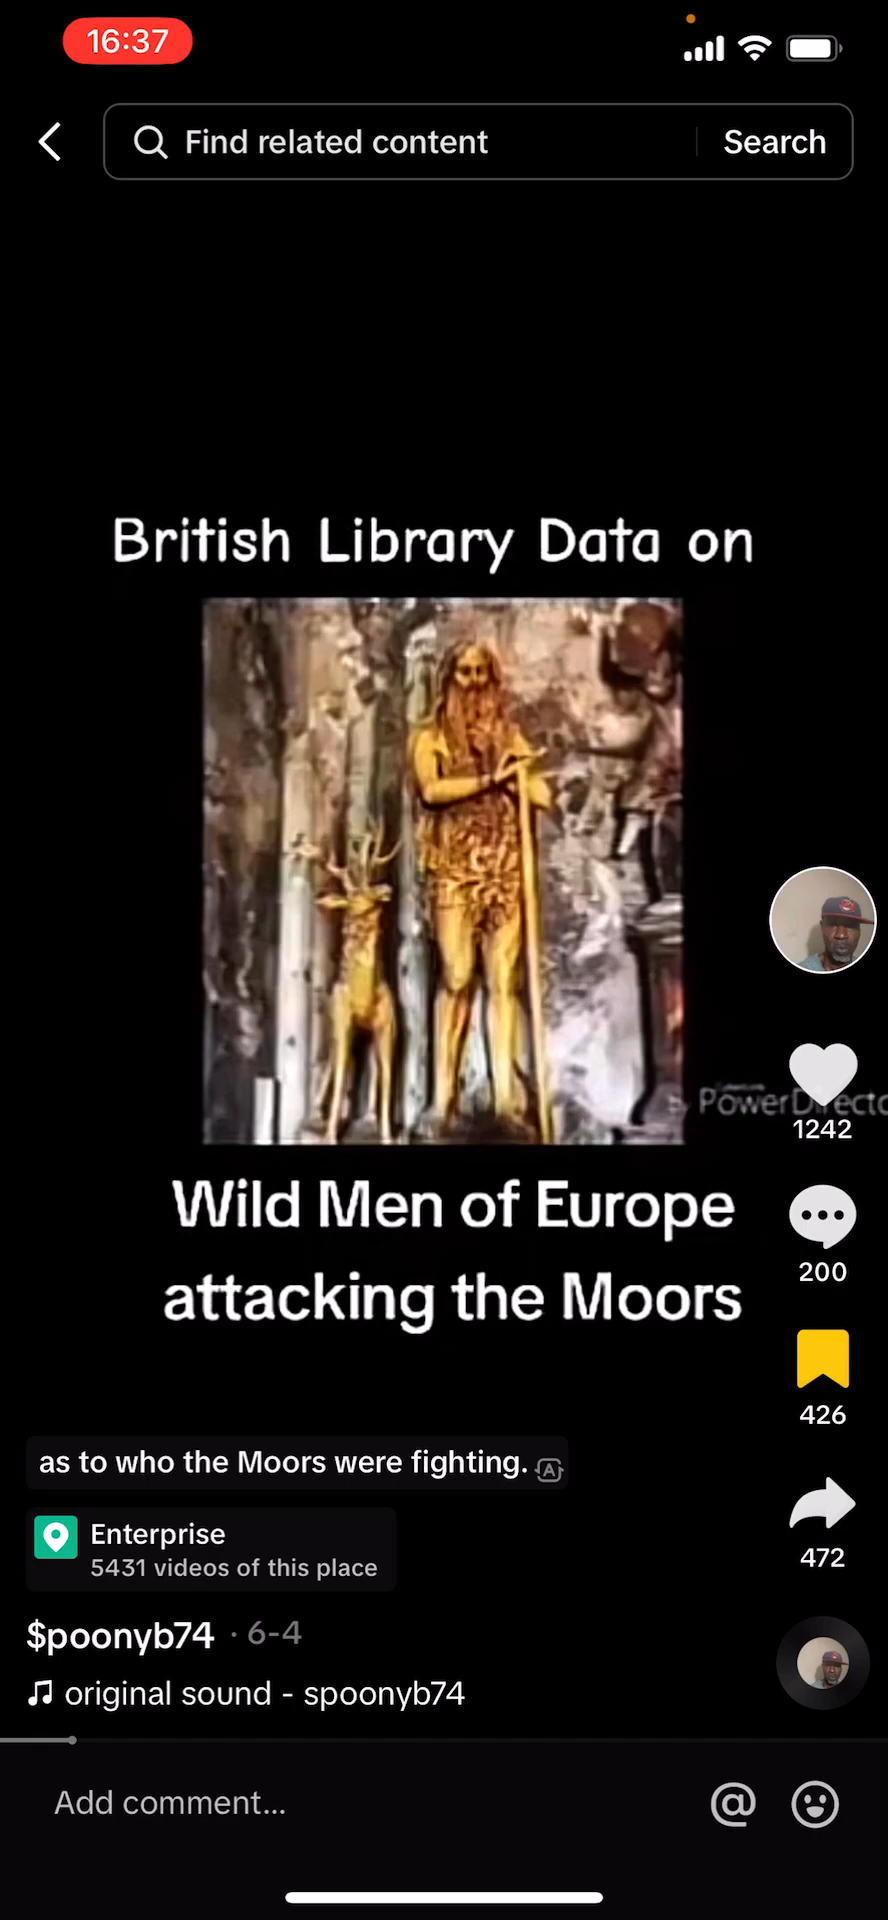 16:37
Find related content
Search
British Library Data on
PowerDirecto
1242
Wild Men of Europe
attacking the Moors
200
426
as to who the Moors were fighting.
Enterprise
5431 videos of this place
472
$poonyb74 · 6-4
original sound - spoonyb74
Add comment...
@